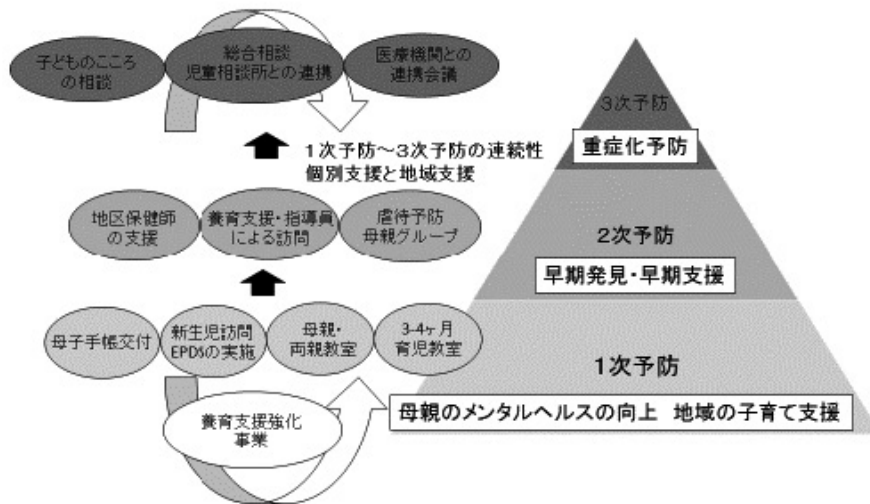 子どものこころ
の相談
総合相談
児童相談所との連携
医療機関との
連携会議
1次予防～3次予防の連続性
個別支援と地域支援
地区保健師
の支援
養育支援・指導員
による訪問
虐待予防
母親グループ
母子手帳交付
新生児訪問
EPDSの実施
母親・
両親教室
3-4ヶ月
育児教室
養育支援強化
事業
3次予防
重症化予防
2次予防
早期発見・早期支援
1次予防
母親のメンタルヘルスの向上 地域の子育て支援